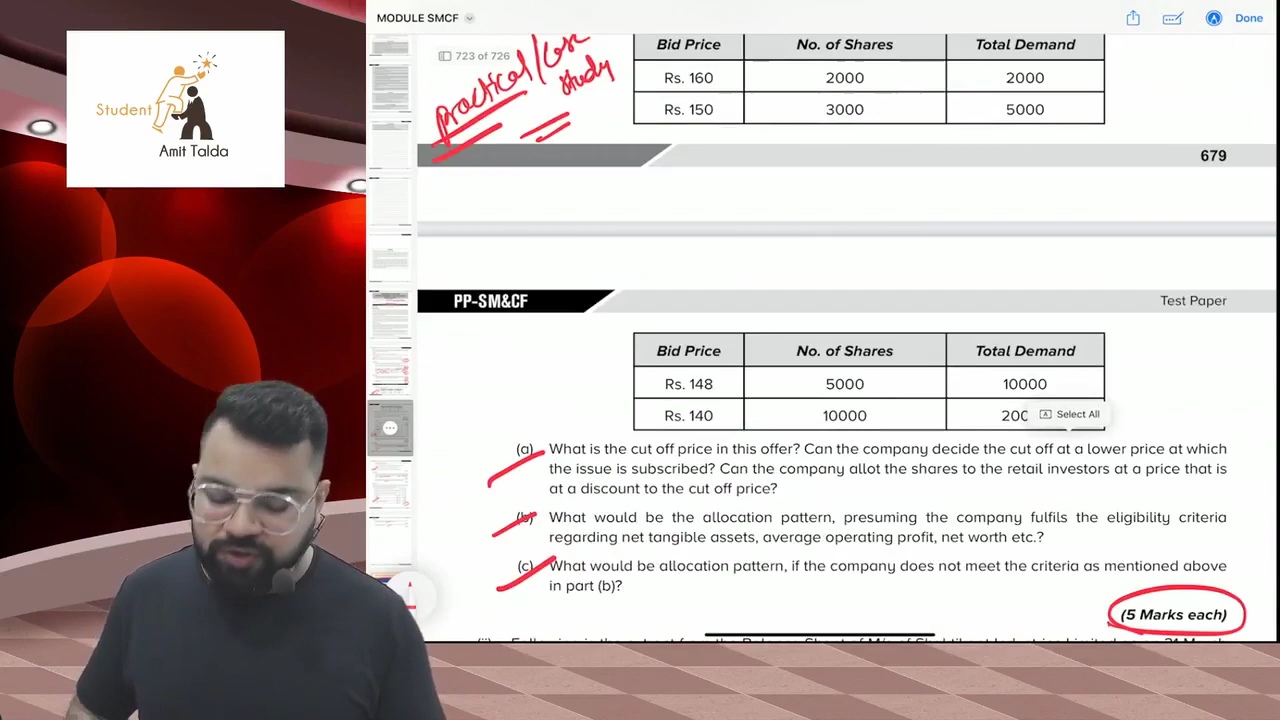 MODULE SMCF
Done
Student
Amit Talda
723 of 726
practical / Case
Study
Bid Price
Total Demand
Rs. 160
2000
2000
Rs. 150
3000
5000
679
PP-SM&CF
Test Paper
Bid Price
No. Shares
Total Demand
Rs. 148
5000
10000
Rs. 140
10000
Select All
(a) What is the cut off price of this offer? Can the company decide the cut off at a lower price at which
the issue is subscribed? Can the company allot the shares to the retail investors at a price that is
at a discount to the cut off price?
(b) What would be the allocation pattern, presuming the company fulfils the eligibility criteria
regarding net tangible assets, average operating profit, net worth etc.?
(c) What would be allocation pattern, if the company does not meet the criteria as mentioned above
in part (b)?
(5 Marks each)